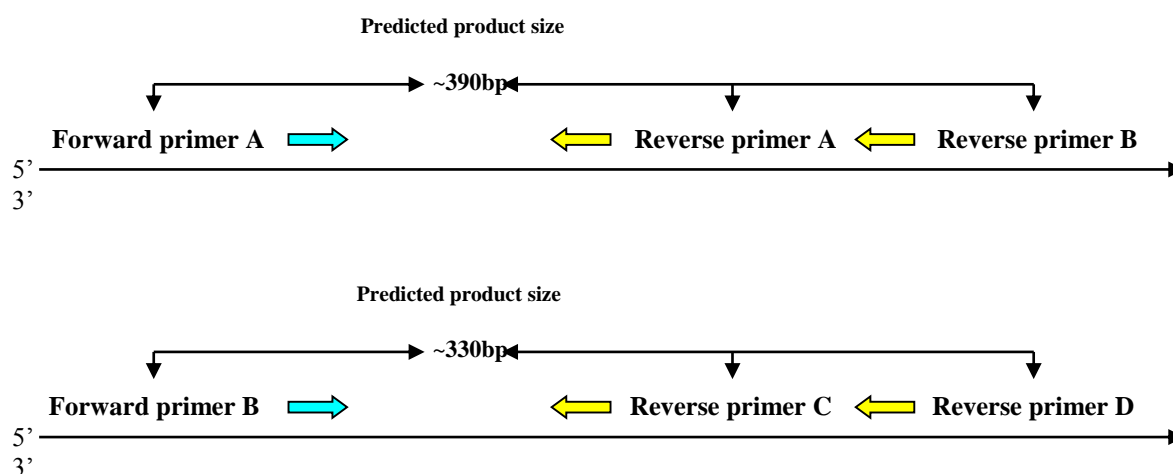 Predicted product size
~390bp
Forward primer A Reverse primer A Reverse primer B
5’
3’
Predicted product size
~330bp
Forward primer B Reverse primer C Reverse primer D
5’
3’